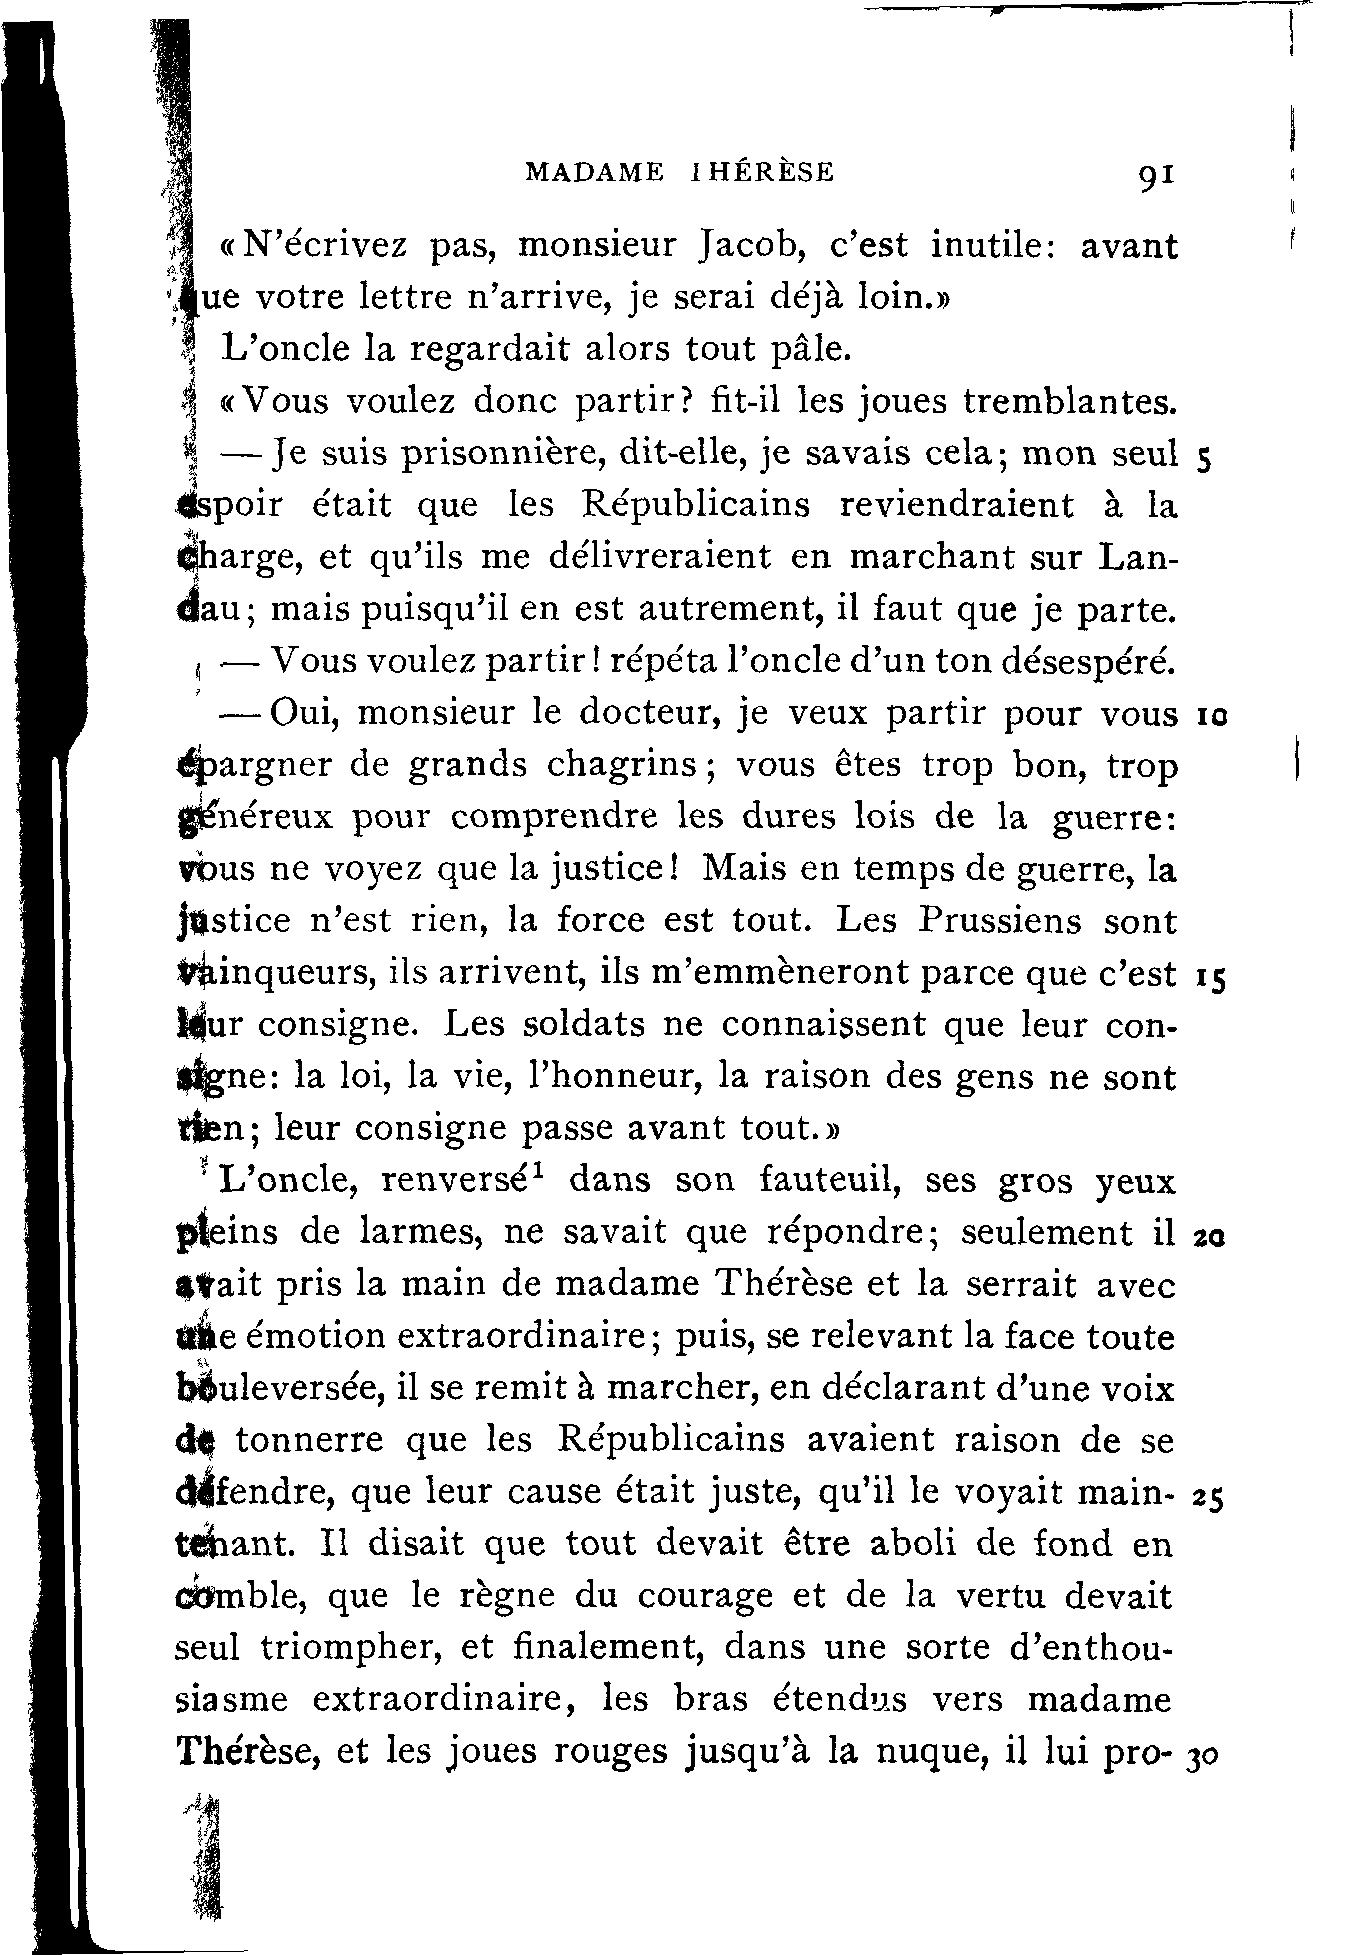 MADAME THÉRÈSE 91
«N'écrivez pas, monsieur Jacob, c'est inutile: avant
que votre lettre n'arrive, je serai déjà loin.»
L'oncle la regardait alors tout pâle.
«Vous voulez donc partir? fit-il les joues tremblantes.
— Je suis prisonnière, dit-elle, je savais cela; mon seul 5
espoir était que les Républicains reviendraient à la
charge, et qu'ils me délivreraient en marchant sur Lan-
dau; mais puisqu'il en est autrement, il faut que je parte.
— Vous voulez partir! répéta l'oncle d'un ton désespéré.
— Oui, monsieur le docteur, je veux partir pour vous 10
épargner de grands chagrins; vous êtes trop bon, trop
généreux pour comprendre les dures lois de la guerre:
vous ne voyez que la justice! Mais en temps de guerre, la
justice n'est rien, la force est tout. Les Prussiens sont
vainqueurs, ils arrivent, ils m'emmèneront parce que c'est 15
leur consigne. Les soldats ne connaissent que leur con-
signe: la loi, la vie, l'honneur, la raison des gens ne sont
rien; leur consigne passe avant tout.»
L'oncle, renversé¹ dans son fauteuil, ses gros yeux
pleins de larmes, ne savait que répondre; seulement il 20
avait pris la main de madame Thérèse et la serrait avec
une émotion extraordinaire; puis, se relevant la face toute
bouleversée, il se remit à marcher, en déclarant d'une voix
de tonnerre que les Républicains avaient raison de se
défendre, que leur cause était juste, qu'il le voyait main- 25
tenant. Il disait que tout devait être aboli de fond en
comble, que le règne du courage et de la vertu devait
seul triompher, et finalement, dans une sorte d'enthou-
siasme extraordinaire, les bras étendus vers madame
Thérèse, et les joues rouges jusqu'à la nuque, il lui pro- 30